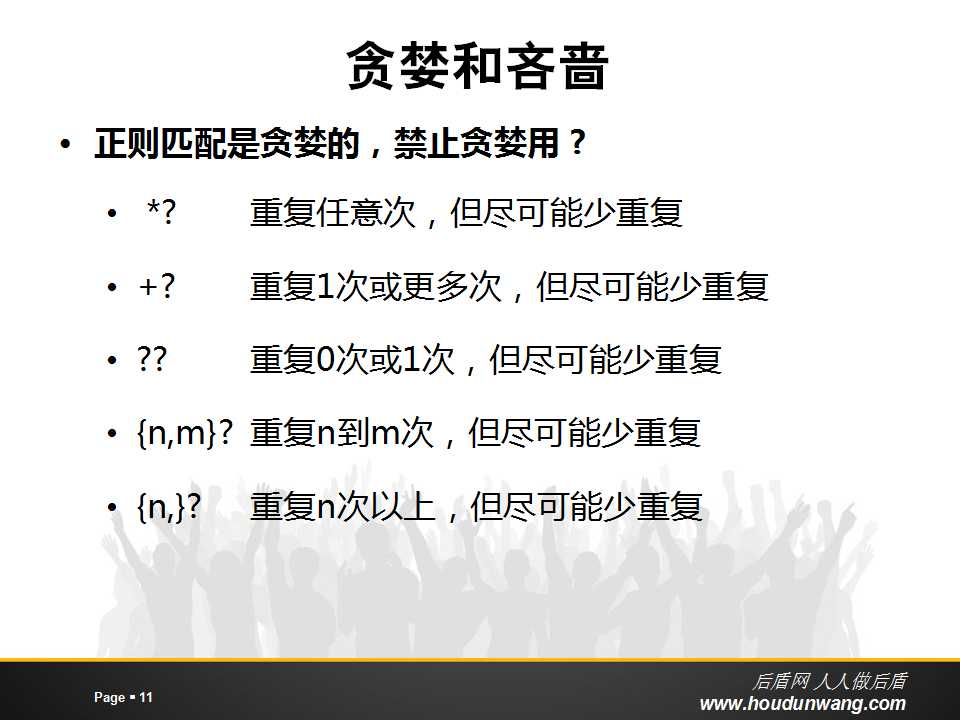 贪婪和吝啬
• 正则匹配是贪婪的，禁止贪婪用？
• *? 重复任意次，但尽可能少重复
• +? 重复1次或更多次，但尽可能少重复
• ?? 重复0次或1次，但尽可能少重复
• {n,m}? 重复n到m次，但尽可能少重复
• {n,}? 重复n次以上，但尽可能少重复
Page ▪ 11
后盾网 人人做后盾
www.houdunwang.com